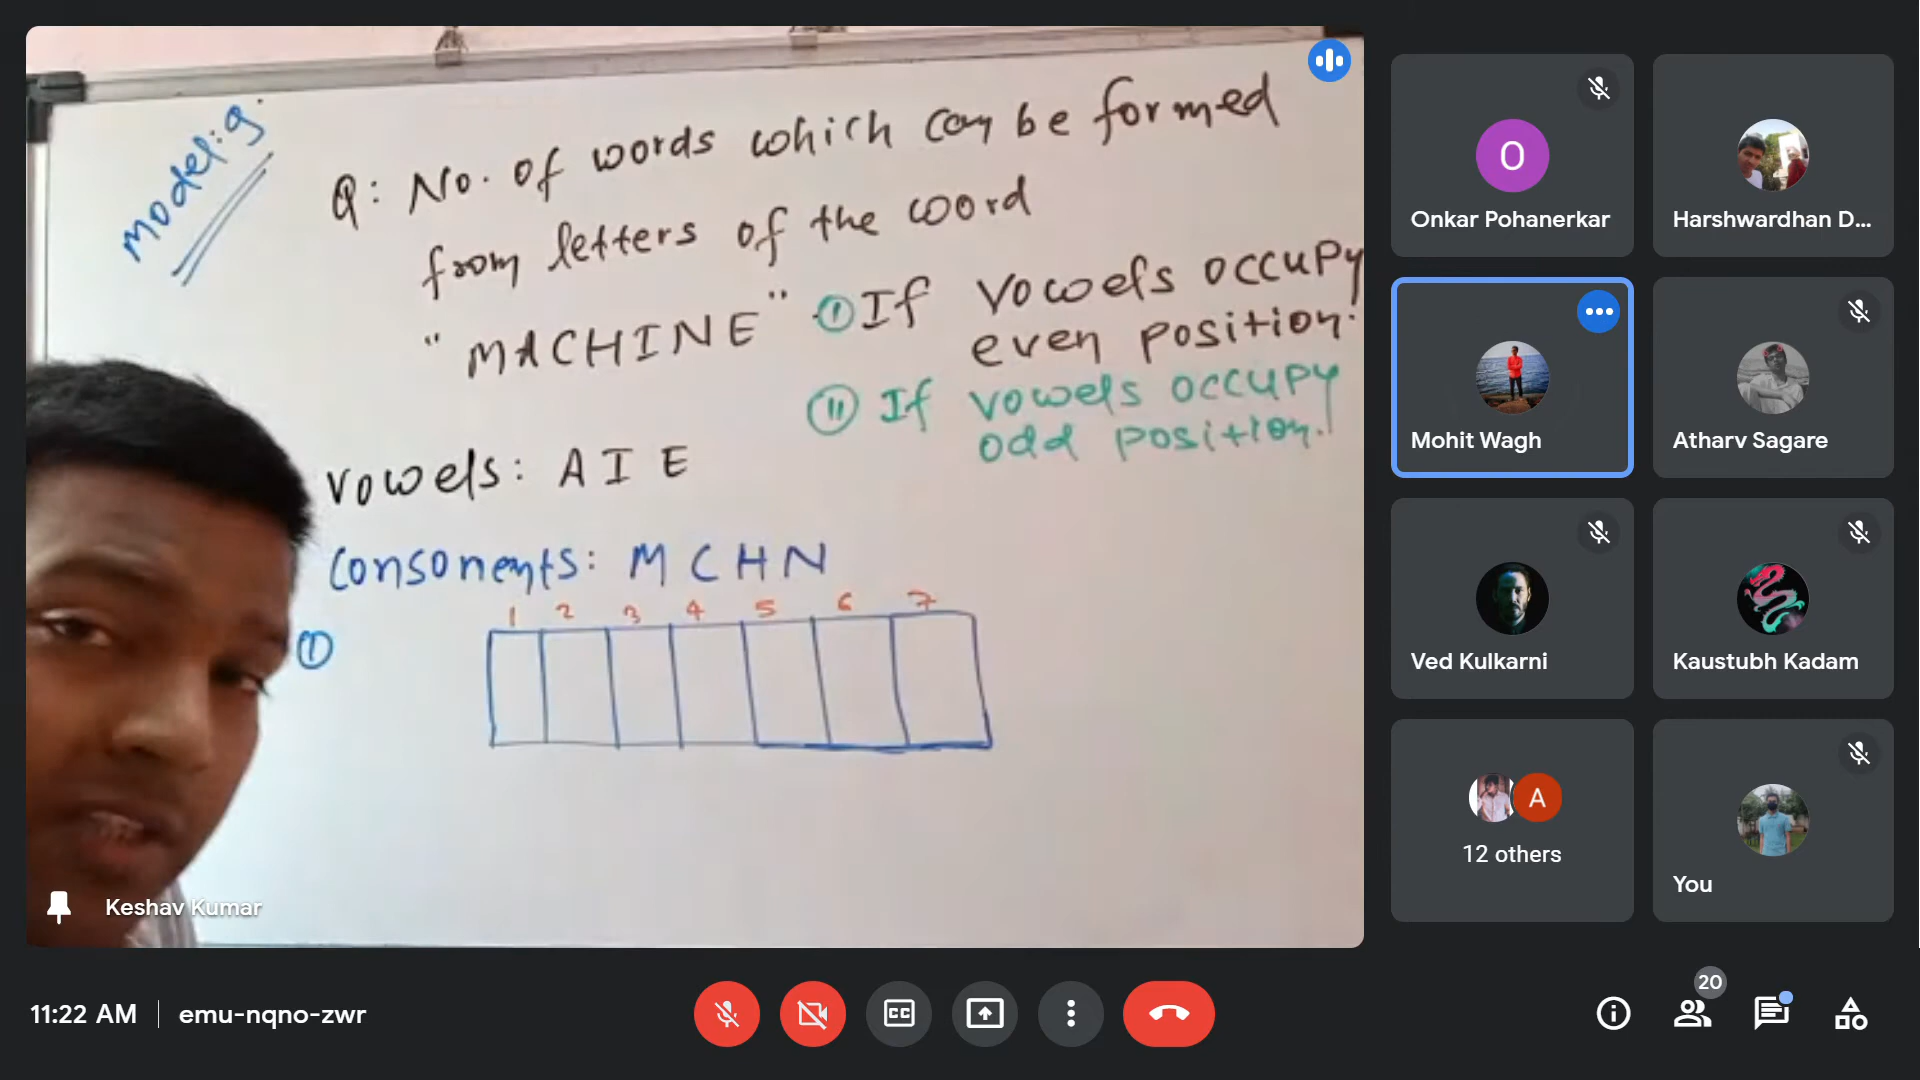 Model:9
Q: No. of words which can be formed
from letters of the word
"MACHINE" ① If vowels occupy
even position.
② If vowels occupy
odd position.
vowels: A I E
Consonents: M C H N
1 2 3 4 5 6 7
①
Keshav Kumar
O
Onkar Pohanerkar
Harshwardhan D...
Mohit Wagh
Atharv Sagare
Ved Kulkarni
Kaustubh Kadam
A
12 others
You
11:22 AM | emu-nqno-zwr
CC
20